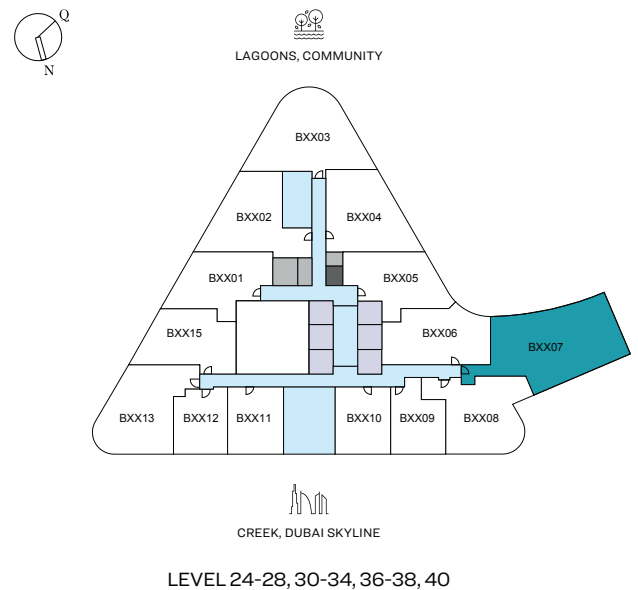 Q
N
LAGOONS, COMMUNITY
BXX03
BXX02
BXX04
BXX01
BXX05
BXX15
BXX06
BXX07
BXX13
BXX12
BXX11
BXX10
BXX09
BXX08
CREEK, DUBAI SKYLINE
LEVEL 24-28, 30-34, 36-38, 40